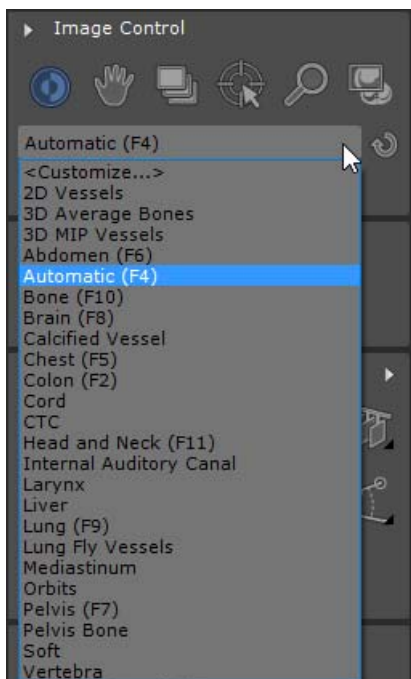 Image Control
Automatic (F4)
<Customize...>
2D Vessels
3D Average Bones
3D MIP Vessels
Abdomen (F6)
Automatic (F4)
Bone (F10)
Brain (F8)
Calcified Vessel
Chest (F5)
Colon (F2)
Cord
CTC
Head and Neck (F11)
Internal Auditory Canal
Larynx
Liver
Lung (F9)
Lung Fly Vessels
Mediastinum
Orbits
Pelvis (F7)
Pelvis Bone
Soft
Vertebra